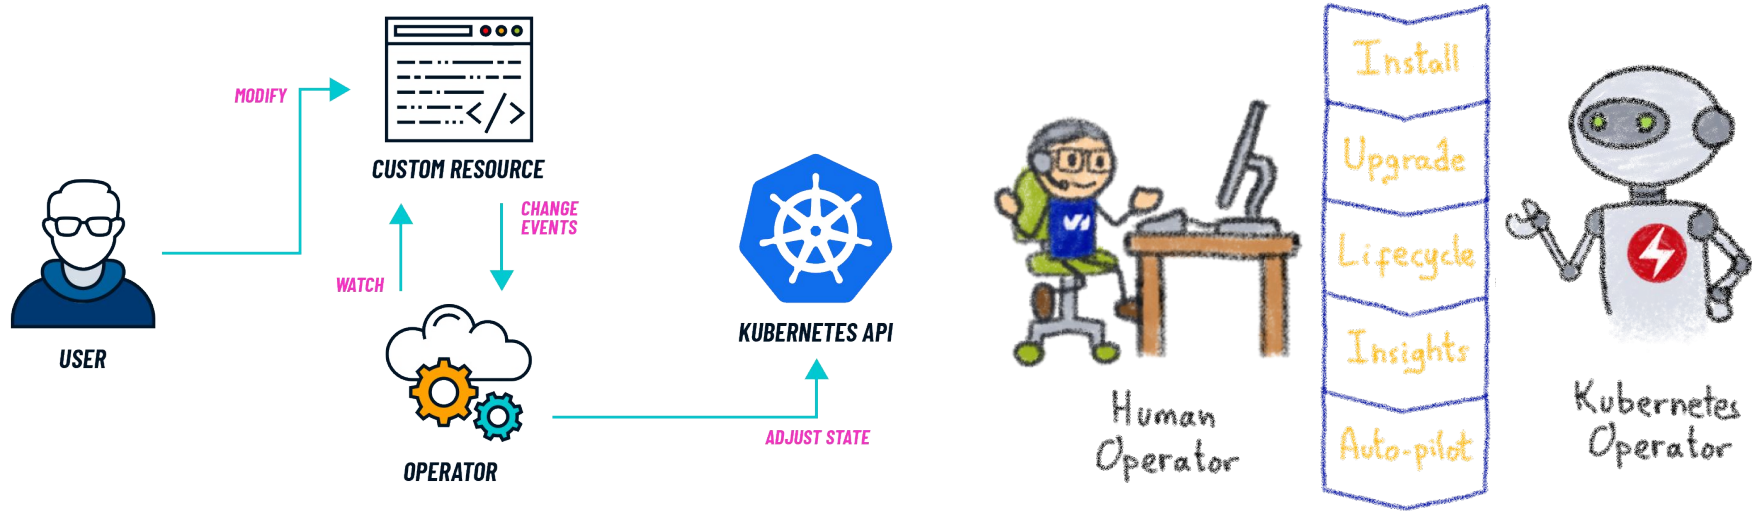 MODIFY
CUSTOM RESOURCE
CHANGE
EVENTS
WATCH
USER
OPERATOR
KUBERNETES API
ADJUST STATE
Human
Operator
Install
Upgrade
Lifecycle
Insights
Auto-pilot
Kubernetes
Operator